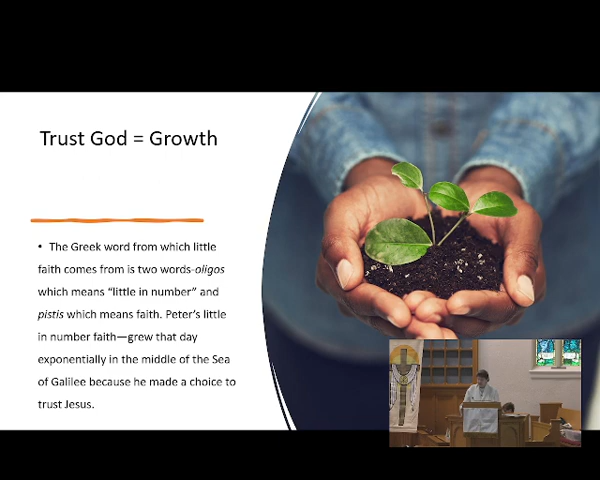 Trust God = Growth
• The Greek word from which little
faith comes from is two words-oligos
which means “little in number” and
pistis which means faith. Peter’s little
in number faith—grew that day
exponentially in the middle of the Sea
of Galilee because he made a choice to
trust Jesus.